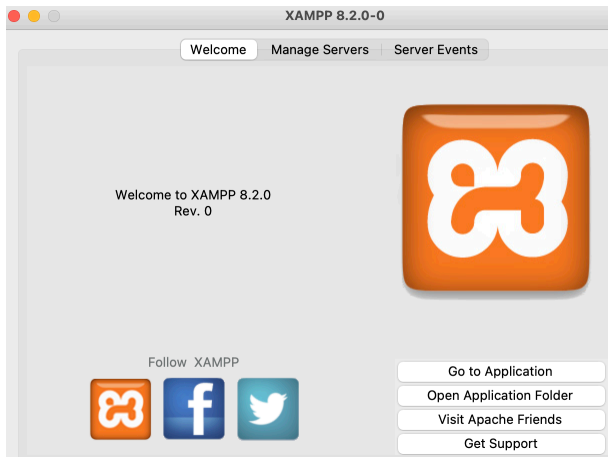 XAMPP 8.2.0-0
Welcome
Manage Servers
Server Events
Welcome to XAMPP 8.2.0
Rev. 0
Follow XAMPP
Go to Application
Open Application Folder
Visit Apache Friends
Get Support